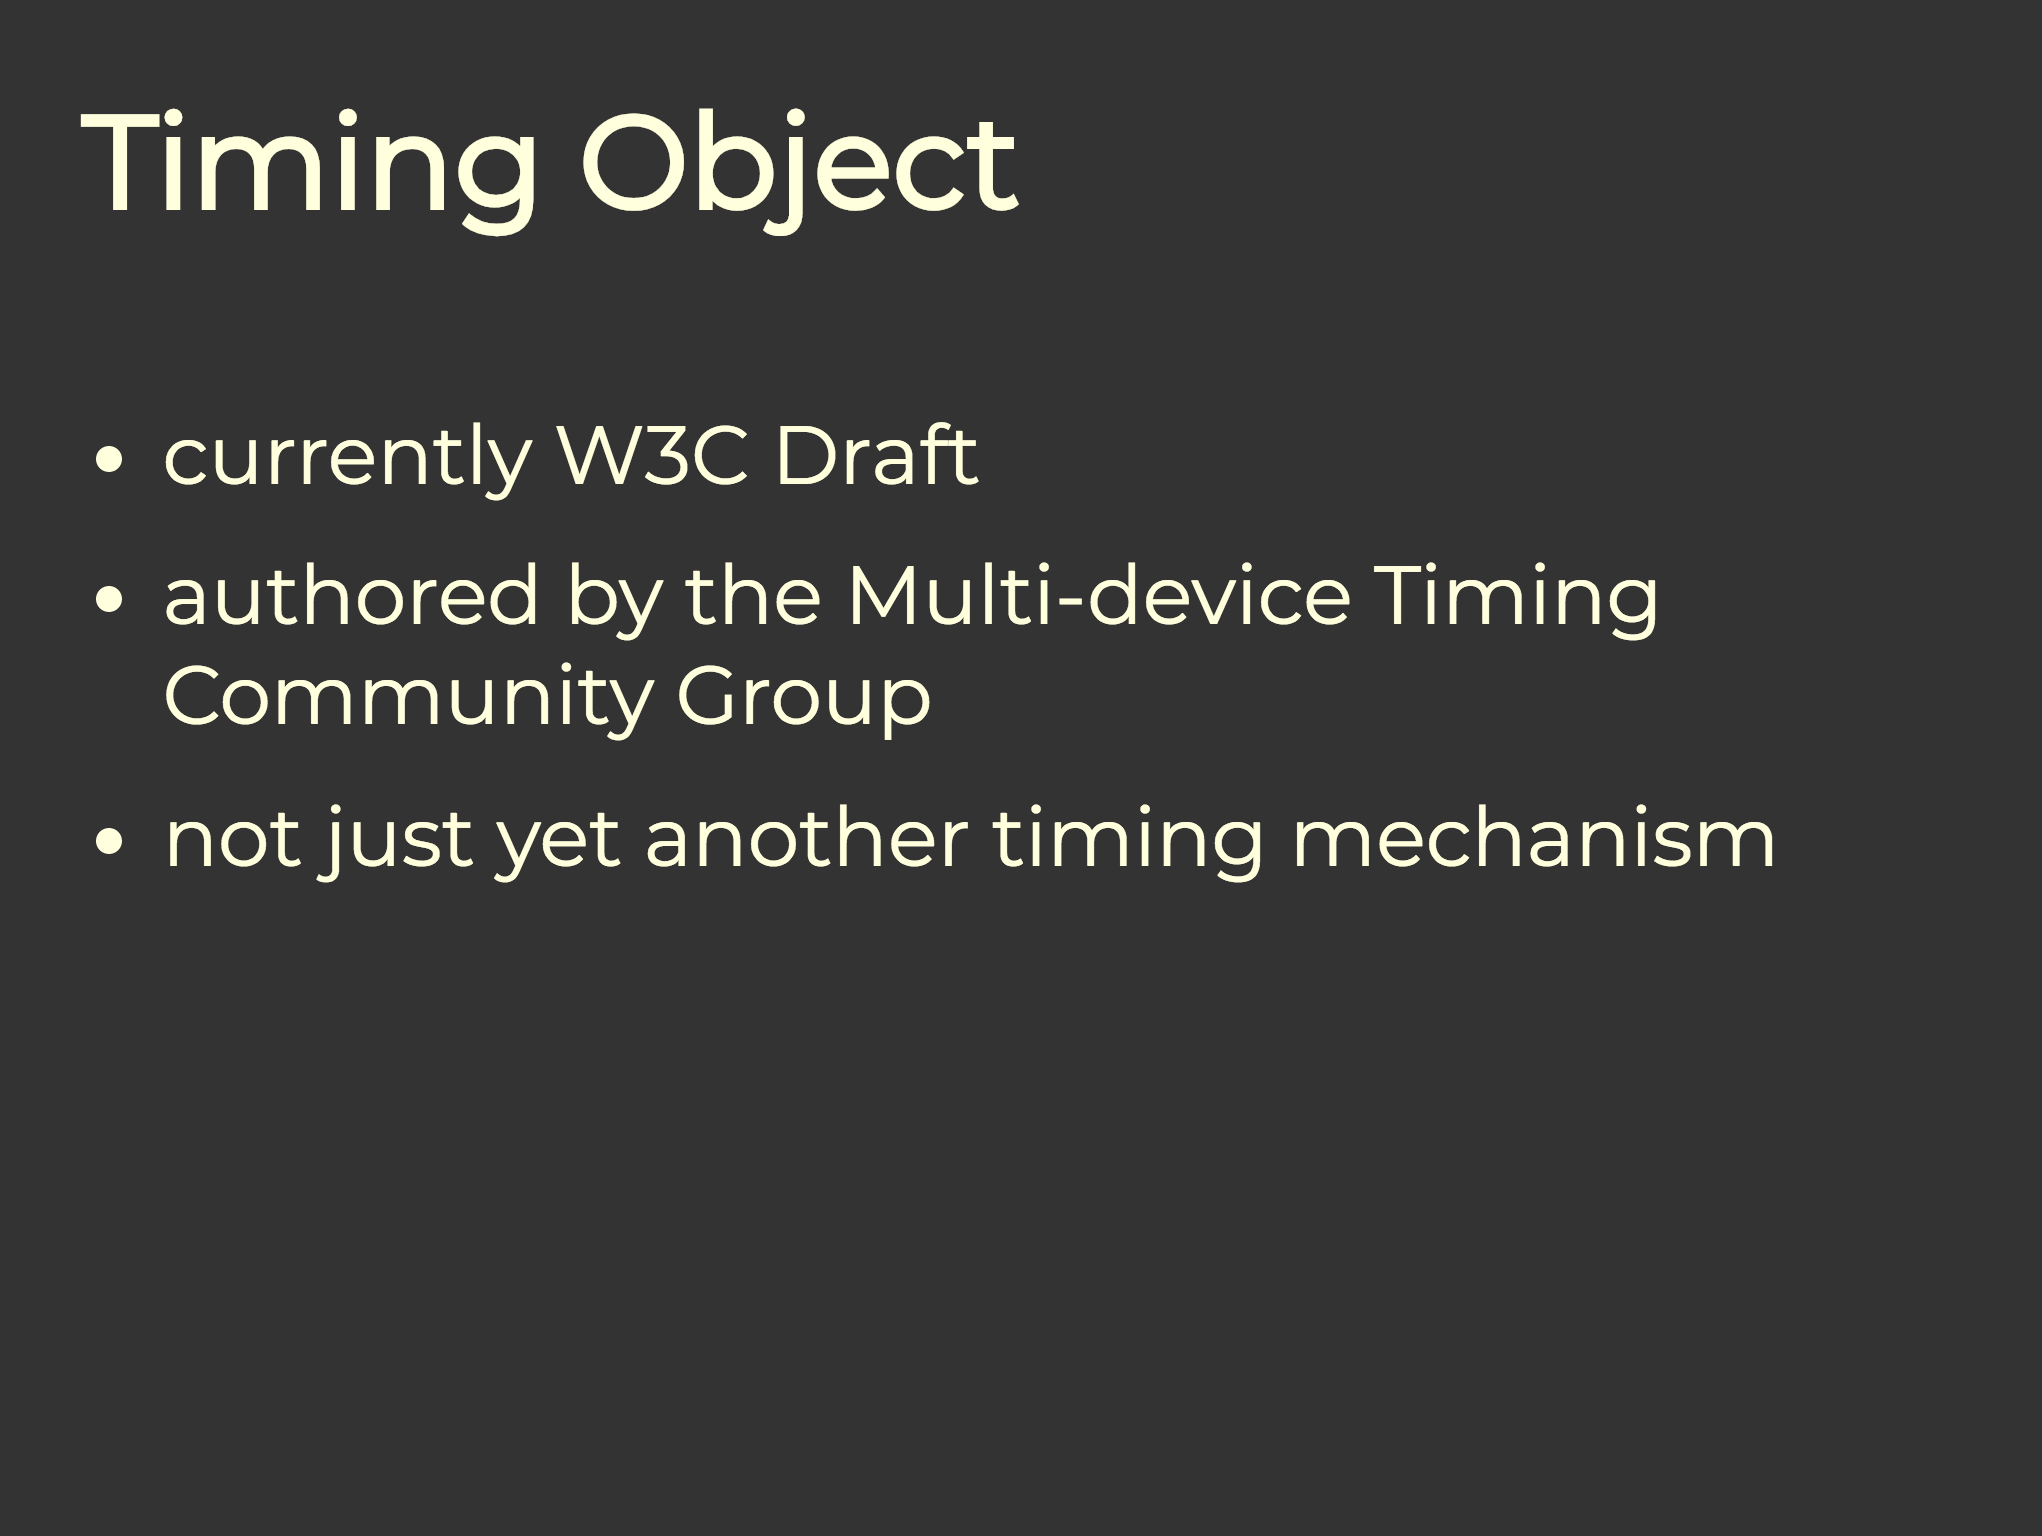 Timing Object
• currently W3C Draft
• authored by the Multi-device Timing
Community Group
• not just yet another timing mechanism